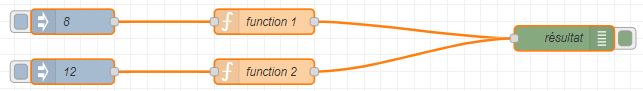 8 function 1
résultat
12 function 2